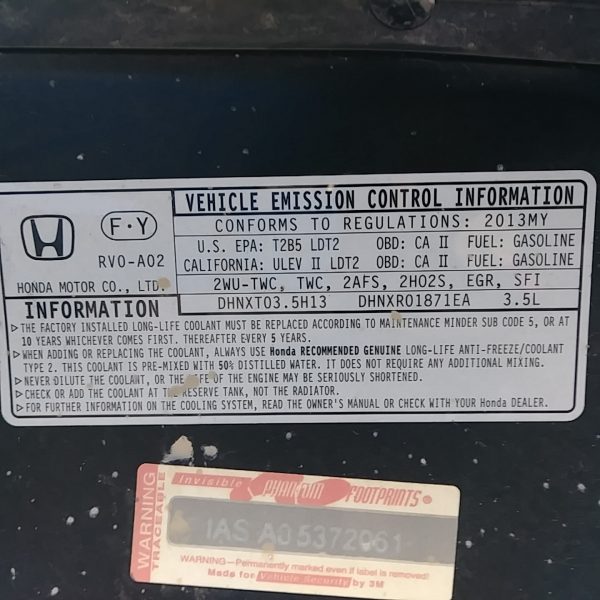 VEHICLE EMISSION CONTROL INFORMATION
F·Y
CONFORMS TO REGULATIONS: 2013MY
U.S. EPA: T2B5 LDT2 OBD: CA II FUEL: GASOLINE
RV0-A02
CALIFORNIA: ULEV II LDT2 OBD: CA II FUEL: GASOLINE
HONDA MOTOR CO., LTD.
2WU-TWC, TWC, 2AFS, 2HO2S, EGR, SFI
DHNXT03.5H13 DHNXR01871EA 3.5L
INFORMATION
▷THE FACTORY INSTALLED LONG-LIFE COOLANT MUST BE REPLACED ACCORDING TO MAINTENANCE MINDER SUB CODE 5, OR AT
10 YEARS WHICHEVER COMES FIRST. THEREAFTER EVERY 5 YEARS.
▷WHEN ADDING OR REPLACING THE COOLANT, ALWAYS USE Honda RECOMMENDED GENUINE LONG-LIFE ANTI-FREEZE/COOLANT
TYPE 2. THIS COOLANT IS PRE-MIXED WITH 50% DISTILLED WATER. IT DOES NOT REQUIRE ANY ADDITIONAL MIXING.
▷NEVER DILUTE THE COOLANT, OR THE LIFE OF THE ENGINE MAY BE SERIOUSLY SHORTENED.
▷CHECK OR ADD THE COOLANT AT THE RESERVE TANK, NOT THE RADIATOR.
▷FOR FURTHER INFORMATION ON THE COOLING SYSTEM, READ THE OWNER'S MANUAL OR CHECK WITH YOUR Honda DEALER.
WARNING
TRACEABLE
Invisible PHANTOM FOOTPRINTS®
IAS A05372961
WARNING—Permanently marked even if label is removed!
Made for Vehicle Security by 3M